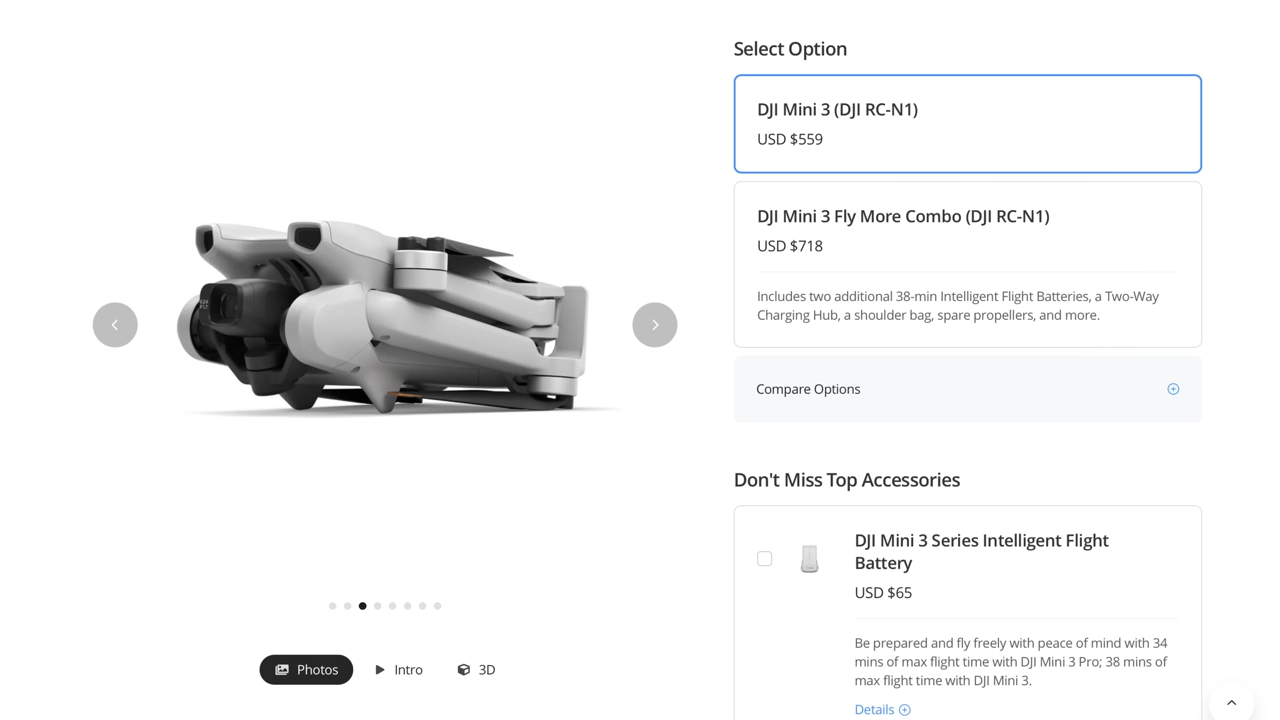 Select Option
DJI Mini 3 (DJI RC-N1)
USD $559
DJI Mini 3 Fly More Combo (DJI RC-N1)
USD $718
Includes two additional 38-min Intelligent Flight Batteries, a Two-Way
Charging Hub, a shoulder bag, spare propellers, and more.
Compare Options
Don't Miss Top Accessories
DJI Mini 3 Series Intelligent Flight
Battery
USD $65
Be prepared and fly freely with peace of mind with 34
mins of max flight time with DJI Mini 3 Pro; 38 mins of
max flight time with DJI Mini 3.
Details
Photos
Intro
3D